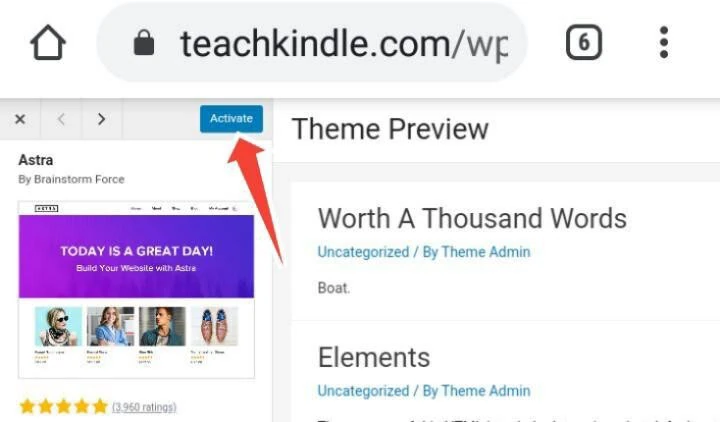 teachkindle.com/wp
6
Activate
Astra
By Brainstorm Force
ASTRA
TODAY IS A GREAT DAY!
Build Your Website with Astra
(3,960 ratings)
Theme Preview
Worth A Thousand Words
Uncategorized / By Theme Admin
Boat.
Elements
Uncategorized / By Theme Admin